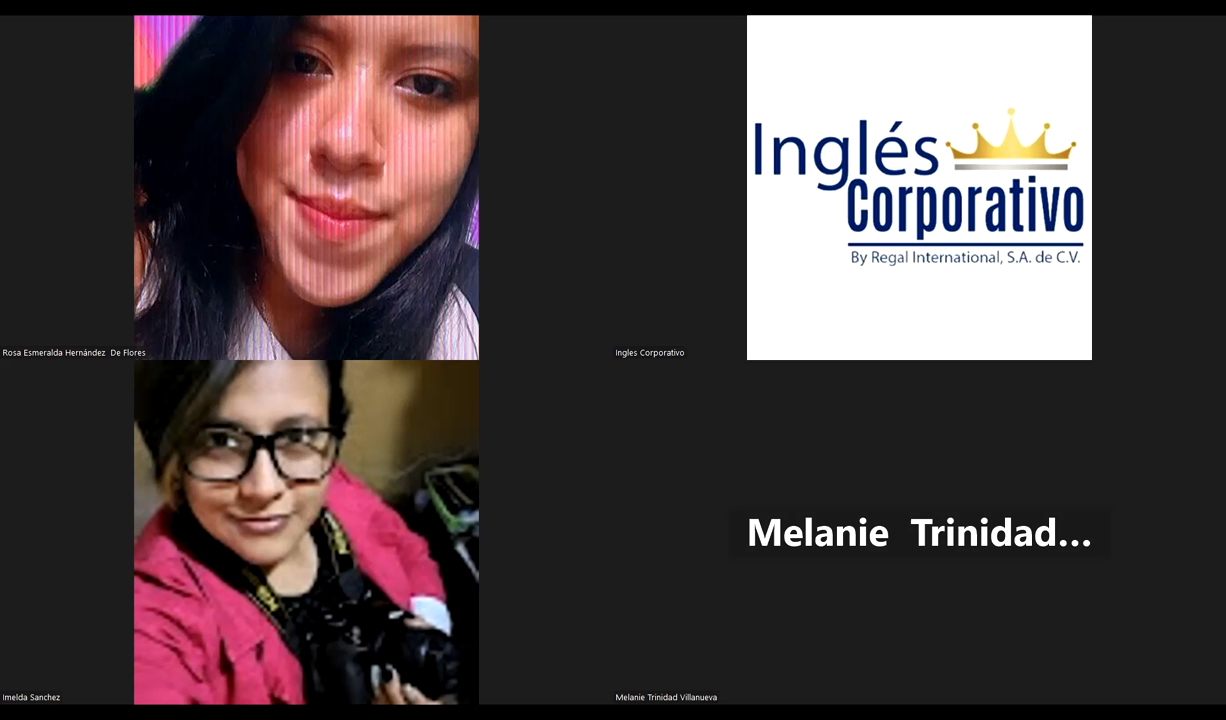 Inglés
Corporativo
By Regal International, S.A. de C.V.
Rosa Esmeralda Hernández  De Flores
Ingles Corporativo
Melanie  Trinidad...
Imelda Sanchez
Melanie Trinidad Villanueva